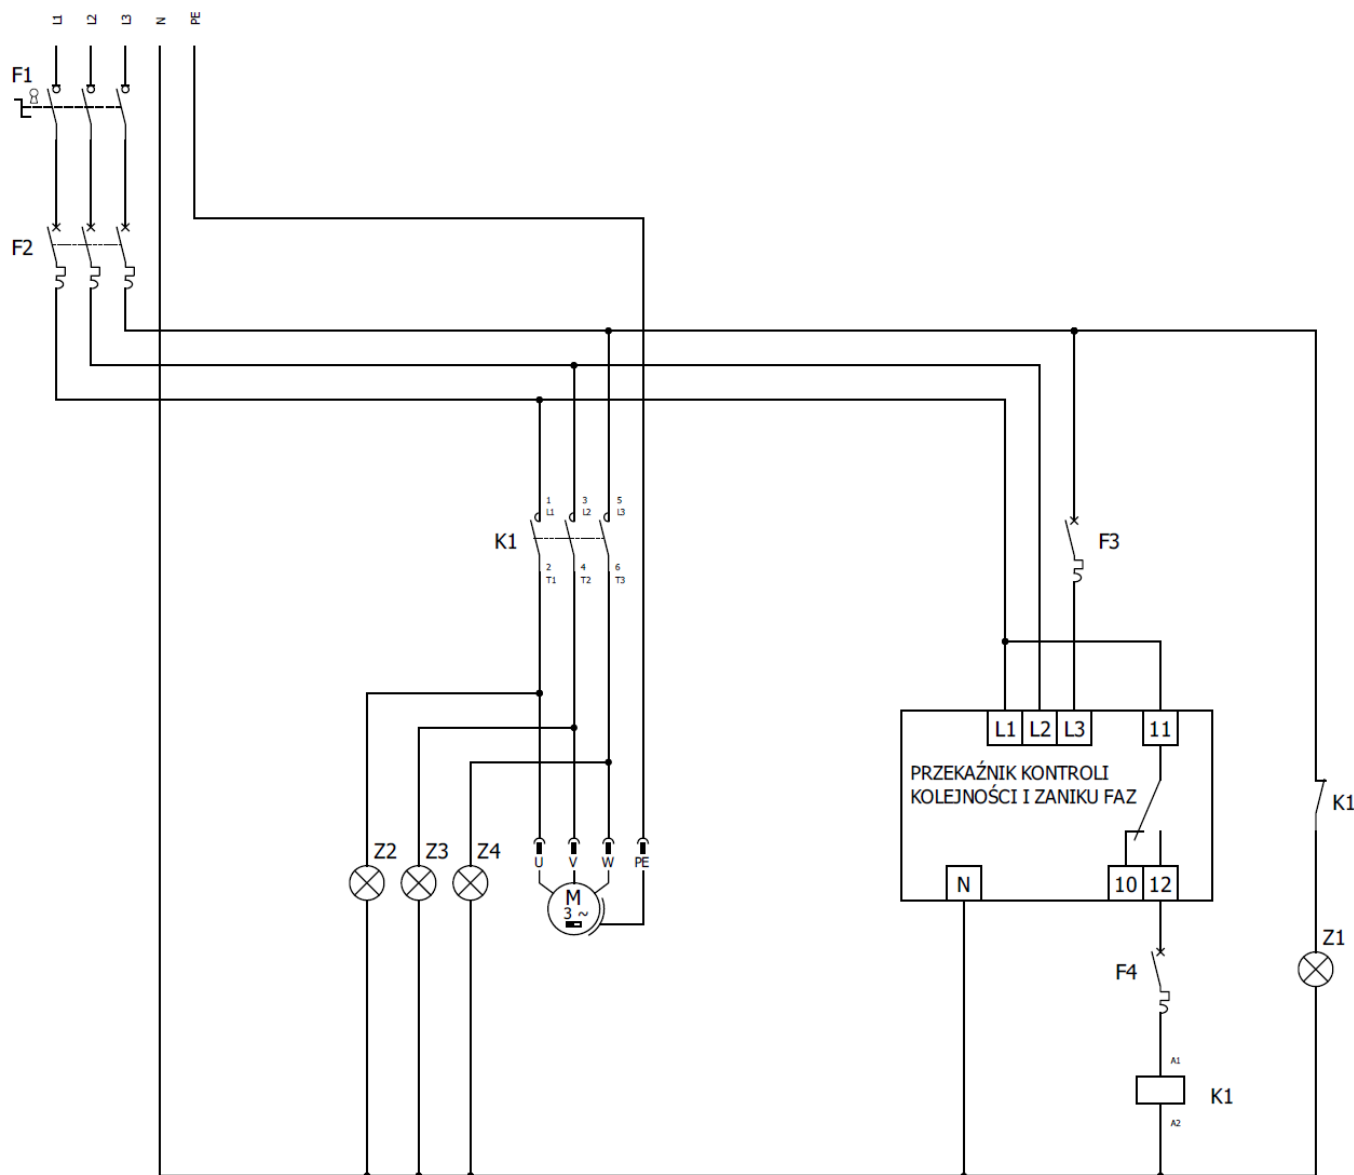 L1 L2 L3 N PE
F1
F2
1 3 5
L1 L2 L3
K1
F3
2 4 6
T1 T2 T3
L1 L2 L3 11
PRZEKAŹNIK KONTROLI
KOLEJNOŚCI I ZANIKU FAZ
K1
Z2 Z3 Z4
U V W PE
M
3 ~
N 10 12
Z1
F4
A1
K1
A2